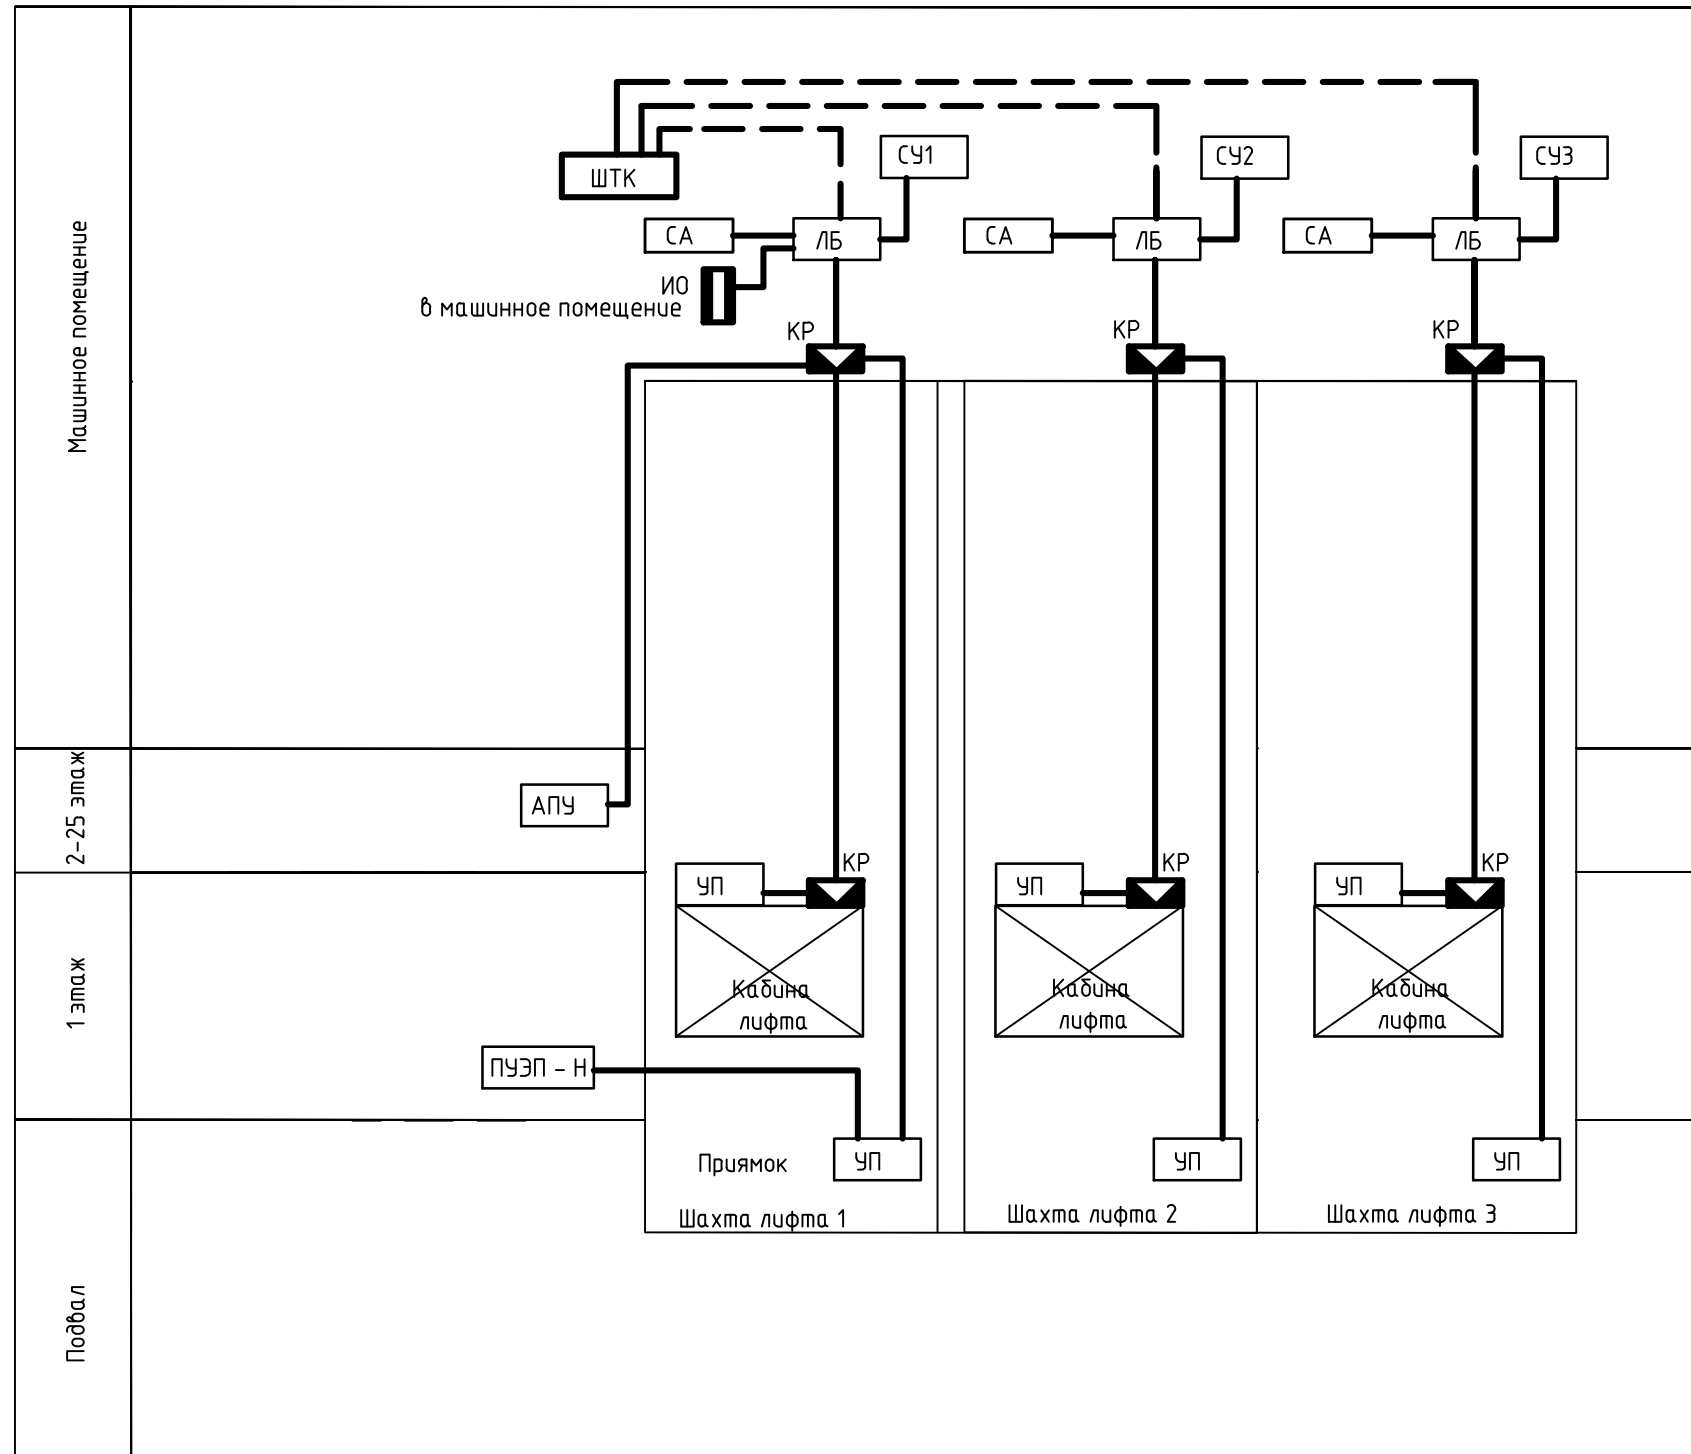 Машинное помещение
2-25 этаж
1 этаж
Подвал
ШТК
СУ1
СУ2
СУ3
СА
ЛБ
СА
ЛБ
СА
ЛБ
ИО
в машинное помещение
КР
КР
КР
АПУ
КР
КР
КР
УП
УП
УП
Кабина
лифта
Кабина
лифта
Кабина
лифта
ПУЭП - Н
Приямок
УП
УП
УП
Шахта лифта 1
Шахта лифта 2
Шахта лифта 3